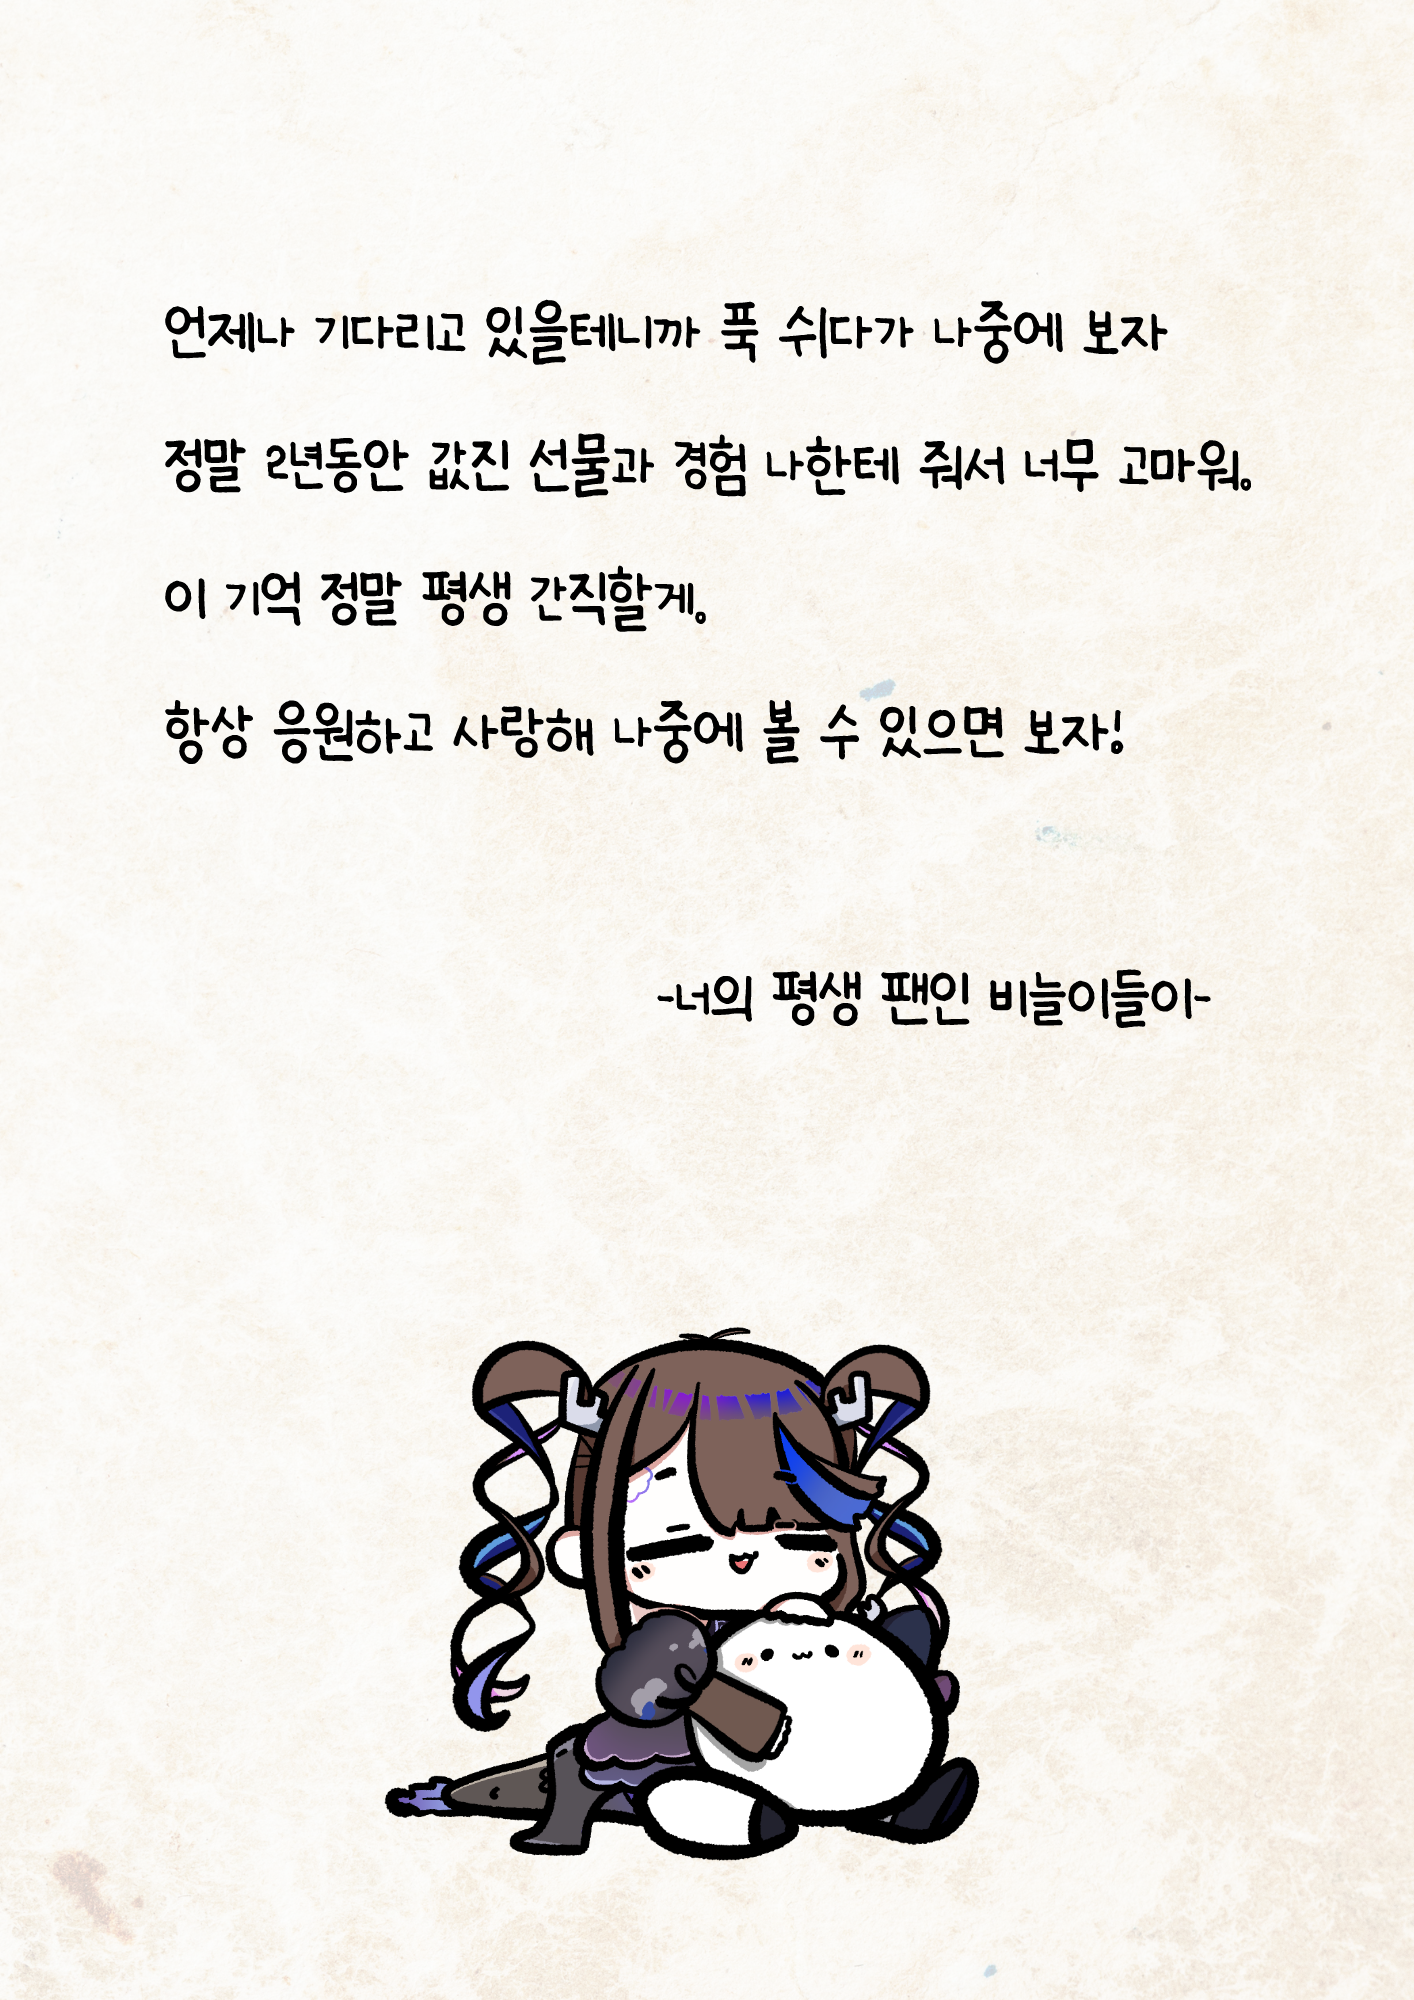 언제나 기다리고 있을테니까 푹 쉬다가 나중에 보자
정말 2년동안 값진 선물과 경험 나한테 줘서 너무 고마워.
이 기억 정말 평생 간직할게.
항상 응원하고 사랑해 나중에 볼 수 있으면 보자!
-너의 평생 팬인 비늘이들이-